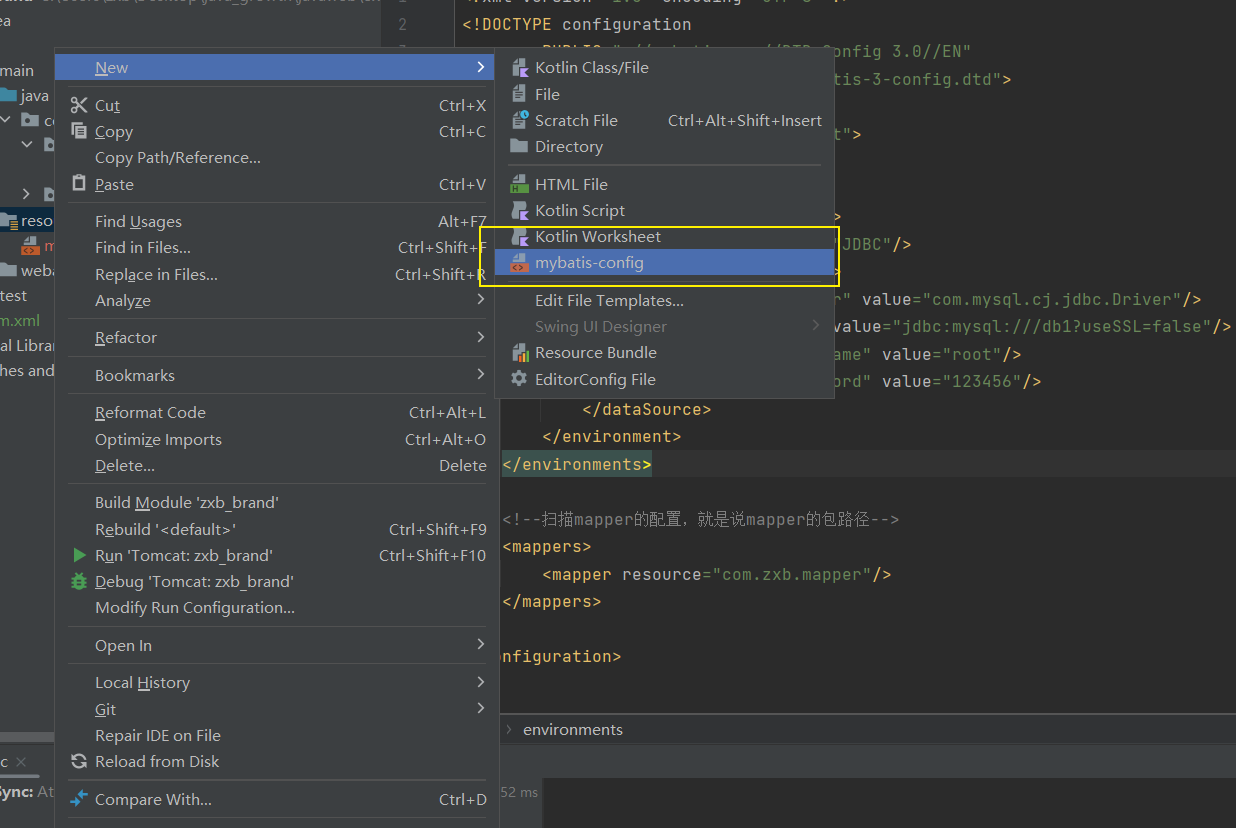 ea
main
java
reso
weba
test
m.xml
al Librar
hes and
New
Cut Ctrl+X
Copy Ctrl+C
Copy Path/Reference...
Paste Ctrl+V
Find Usages Alt+F7
Find in Files... Ctrl+Shift+F
Replace in Files... Ctrl+Shift+R
Analyze
Refactor
Bookmarks
Reformat Code Ctrl+Alt+L
Optimize Imports Ctrl+Alt+O
Delete... Delete
Build Module 'zxb_brand'
Rebuild '<default>' Ctrl+Shift+F9
Run 'Tomcat: zxb_brand' Ctrl+Shift+F10
Debug 'Tomcat: zxb_brand'
Modify Run Configuration...
Open In
Local History
Git
Repair IDE on File
Reload from Disk
Compare With... Ctrl+D
Kotlin Class/File
File
Scratch File Ctrl+Alt+Shift+Insert
Directory
HTML File
Kotlin Script
Kotlin Worksheet
mybatis-config
Edit File Templates...
Swing UI Designer
Resource Bundle
EditorConfig File
2
<!DOCTYPE configuration
onfig 3.0//EN"
tis-3-config.dtd">
t">
>
JDBC"/>
>
r" value="com.mysql.cj.jdbc.Driver"/>
value="jdbc:mysql:///db1?useSSL=false"/>
ame" value="root"/>
ord" value="123456"/>
</dataSource>
</environment>
</environments>
<!--扫描mapper的配置，就是说mapper的包路径-->
<mappers>
<mapper resource="com.zxb.mapper"/>
</mappers>
nfiguration>
environments
c
Sync: At
52 ms